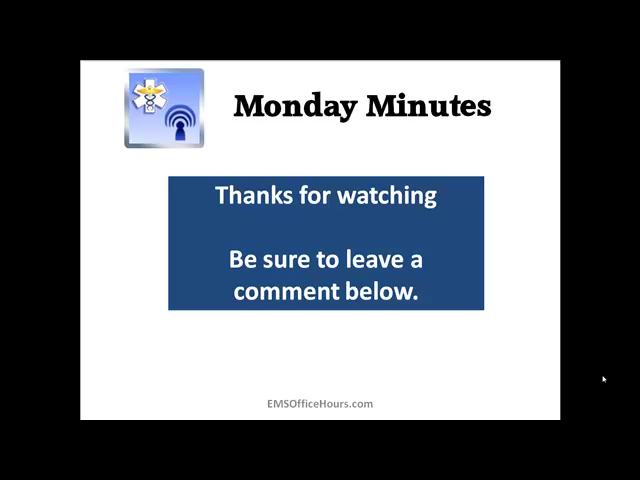 Monday Minutes
Thanks for watching
Be sure to leave a
comment below.
EMSOfficeHours.com